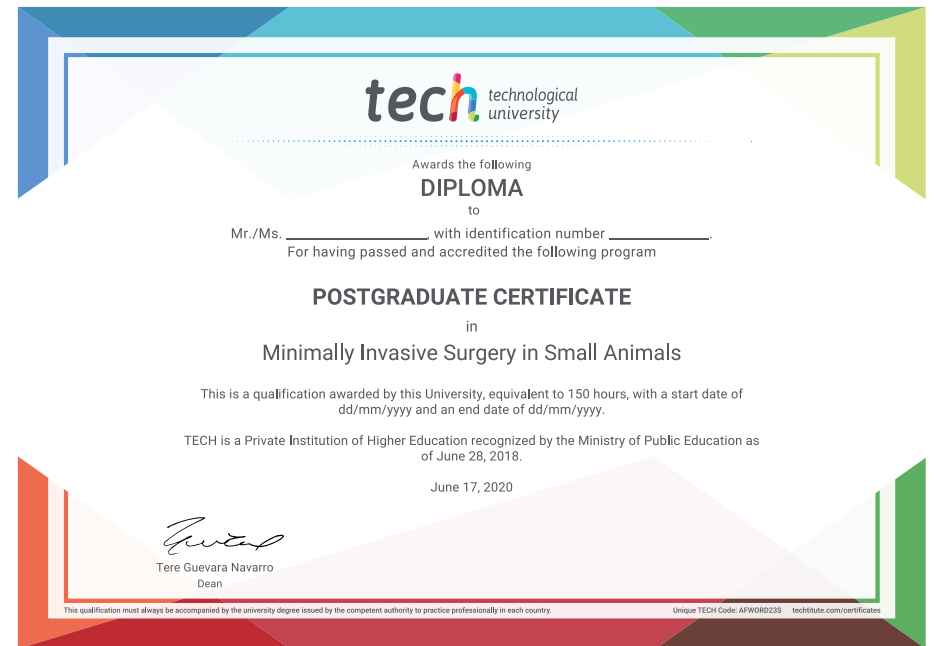 tech technological
university
Awards the following
DIPLOMA
to
Mr./Ms. ____________________, with identification number ______________.
For having passed and accredited the following program
POSTGRADUATE CERTIFICATE
in
Minimally Invasive Surgery in Small Animals
This is a qualification awarded by this University, equivalent to 150 hours, with a start date of
dd/mm/yyyy and an end date of dd/mm/yyyy.
TECH is a Private Institution of Higher Education recognized by the Ministry of Public Education as
of June 28, 2018.
June 17, 2020
Tere Guevara Navarro
Dean
This qualification must always be accompanied by the university degree issued by the competent authority to practice professionally in each country. Unique TECH Code: AFWORD23S techtitute.com/certificates